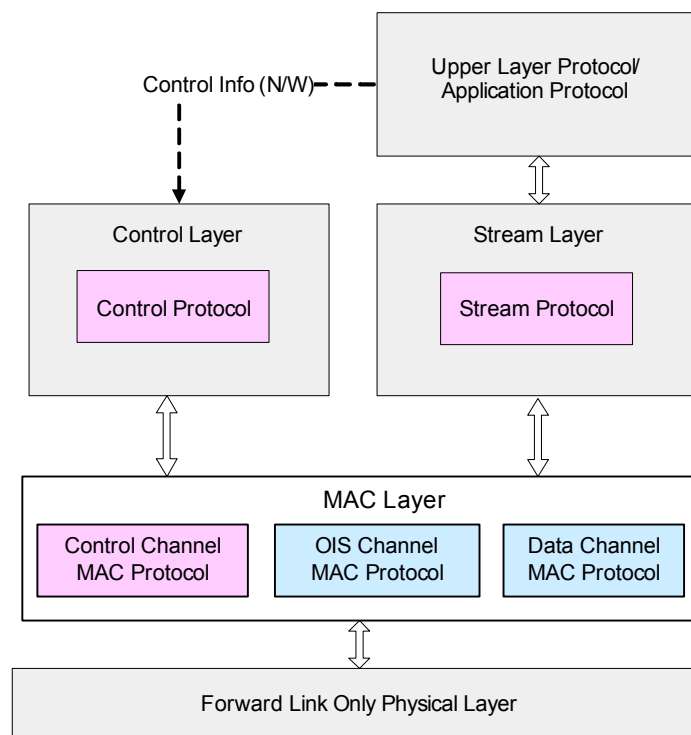 Upper Layer Protocol/
Application Protocol
Control Info (N/W)
Control Layer
Control Protocol
Stream Layer
Stream Protocol
MAC Layer
Control Channel
MAC Protocol
OIS Channel
MAC Protocol
Data Channel
MAC Protocol
Forward Link Only Physical Layer